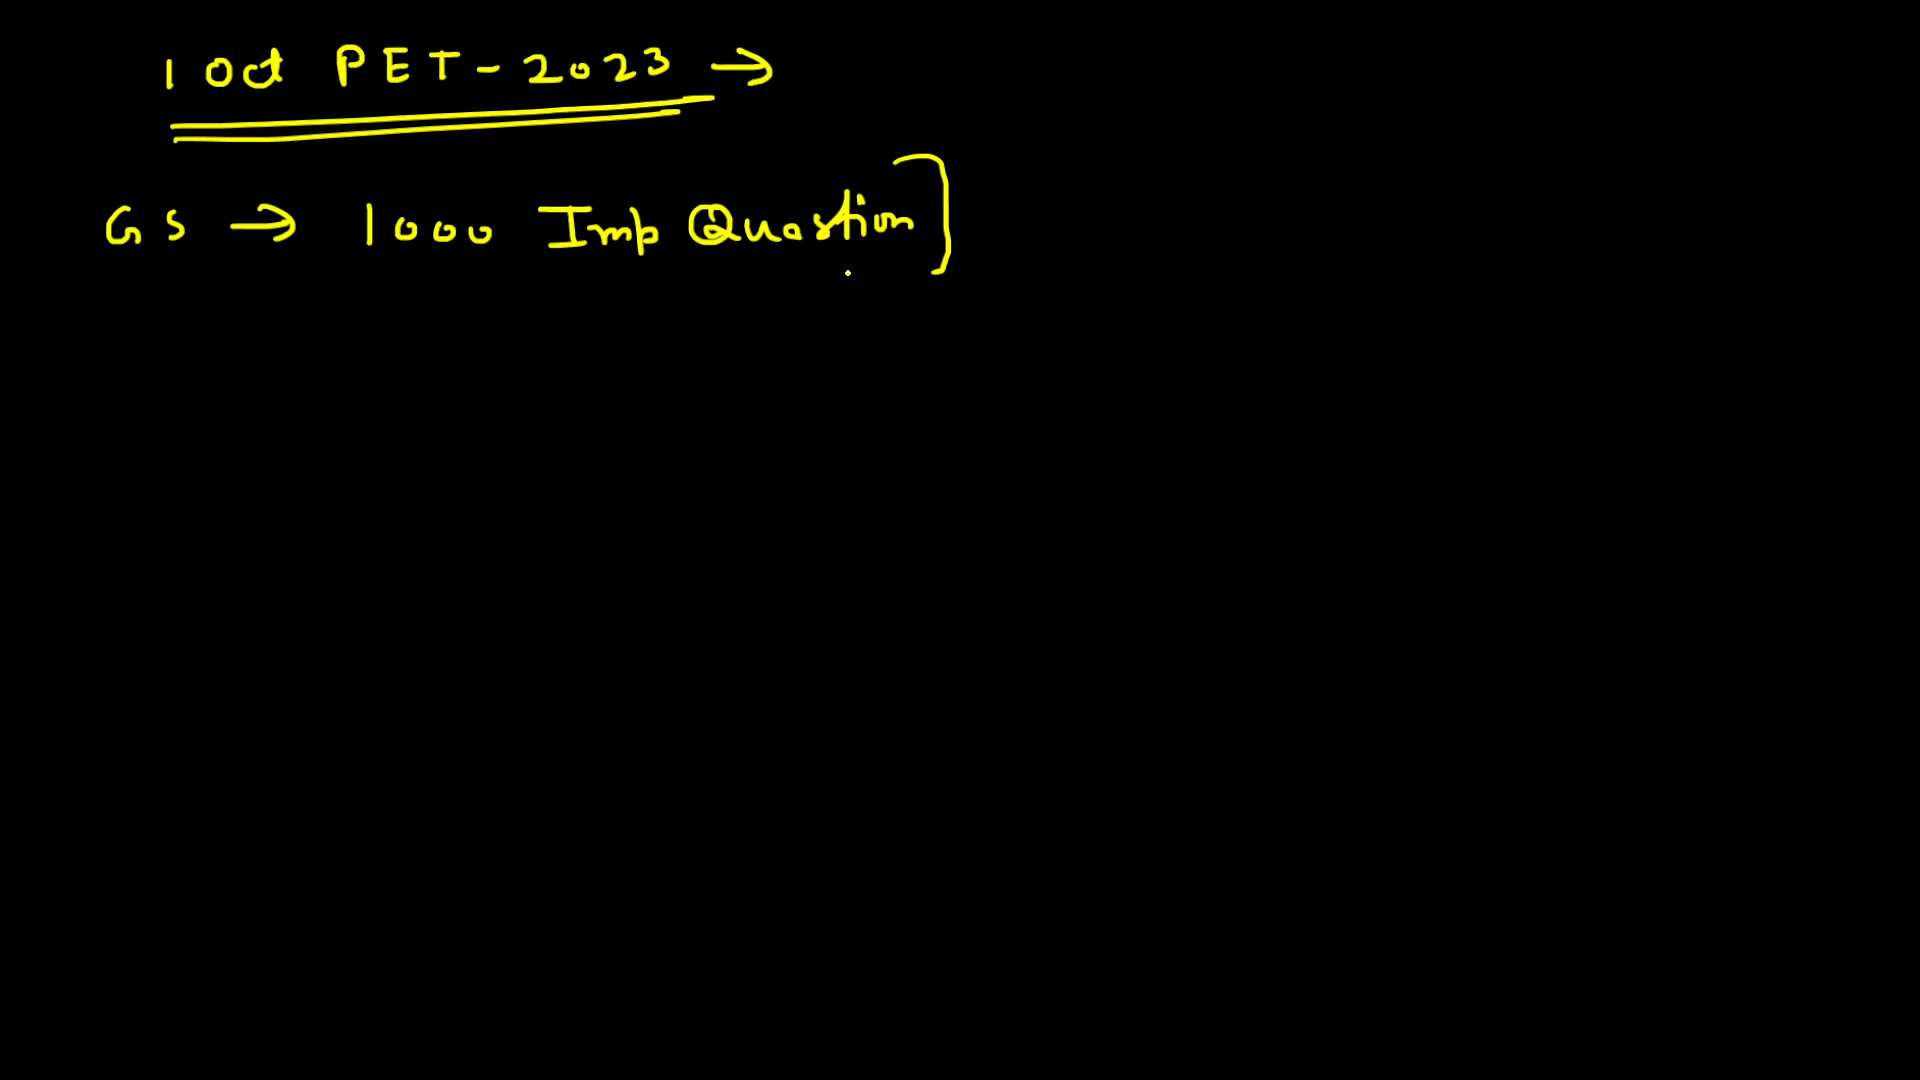 1 Oct PET-2023 →
GS → 1000 Imp Question]